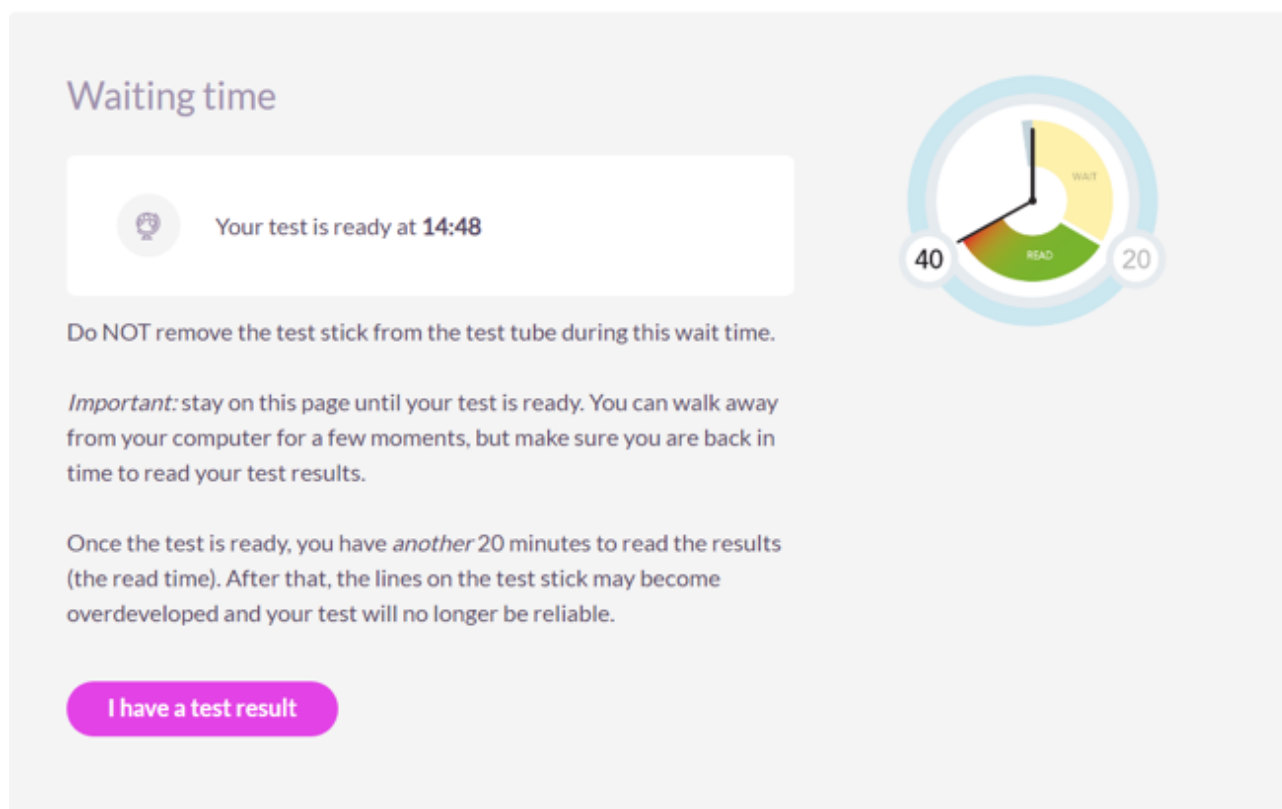 Waiting time
Your test is ready at 14:48
WAIT
READ
40
20
Do NOT remove the test stick from the test tube during this wait time.
Important: stay on this page until your test is ready. You can walk away
from your computer for a few moments, but make sure you are back in
time to read your test results.
Once the test is ready, you have another 20 minutes to read the results
(the read time). After that, the lines on the test stick may become
overdeveloped and your test will no longer be reliable.
I have a test result